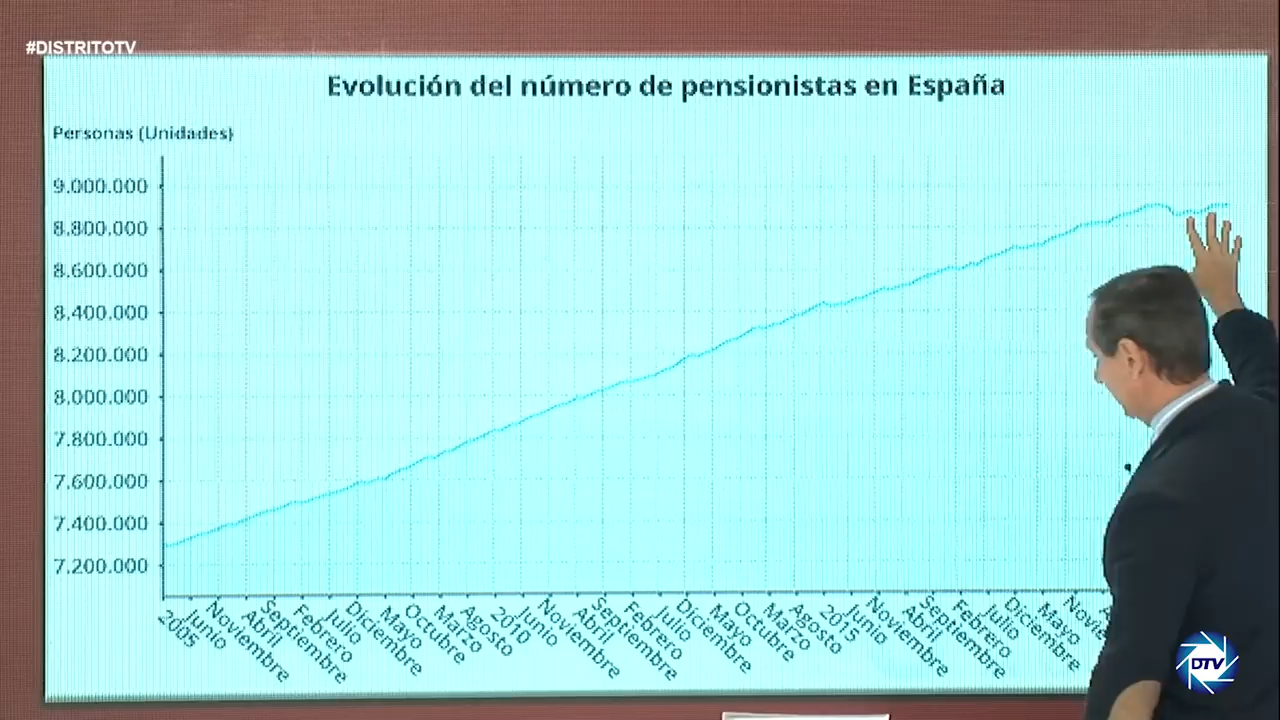 #DISTRITOTV
Evolución del número de pensionistas en España
Personas (Unidades)
9.000.000
8.800.000
8.600.000
8.400.000
8.200.000
8.000.000
7.800.000
7.600.000
7.400.000
7.200.000
2005
Junio
Noviembre
Abril
Septiembre
Febrero
Julio
Diciembre
Mayo
Octubre
Marzo
Agosto
2010
Junio
Noviembre
Abril
Septiembre
Febrero
Julio
Diciembre
Mayo
Octubre
Marzo
Agosto
2015
Junio
Noviembre
Abril
Septiembre
Febrero
Julio
Diciembre
Mayo
DTV